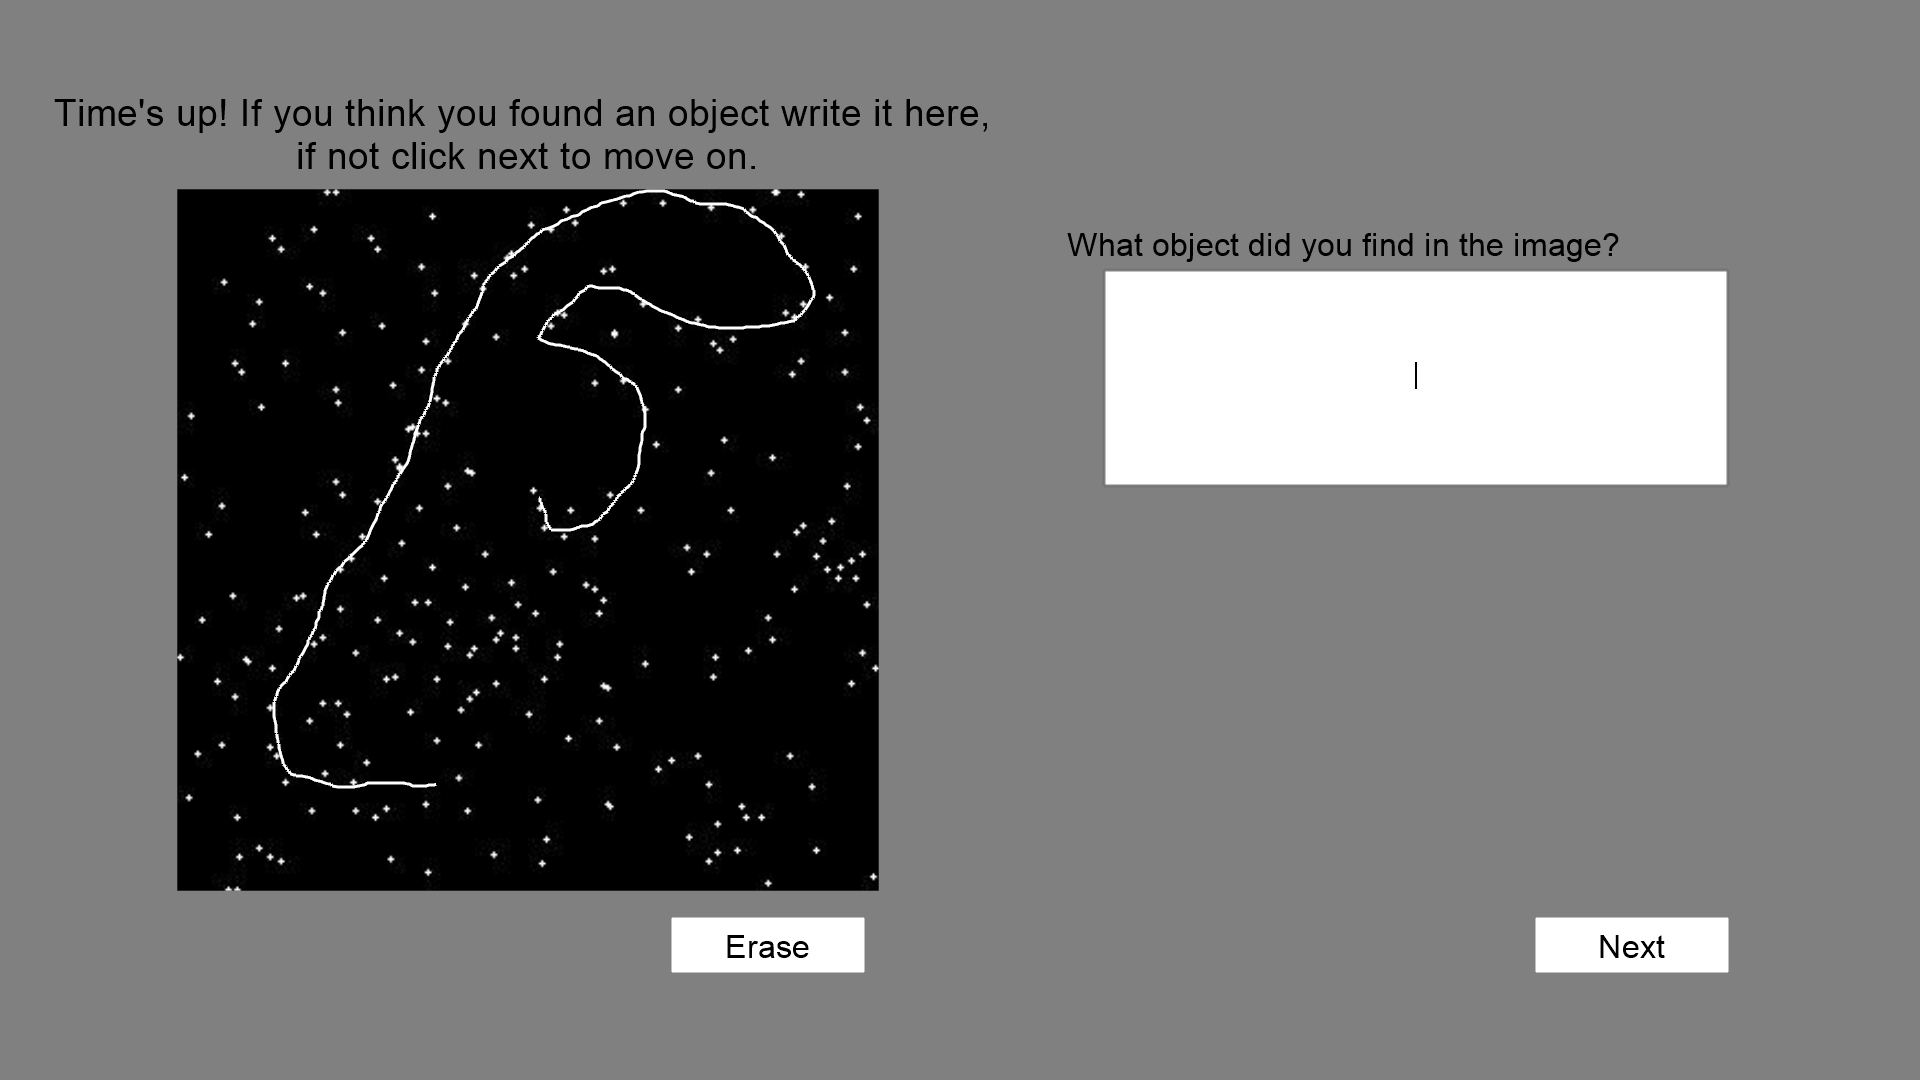 Time's up! If you think you found an object write it here,
if not click next to move on.
What object did you find in the image?
Erase
Next